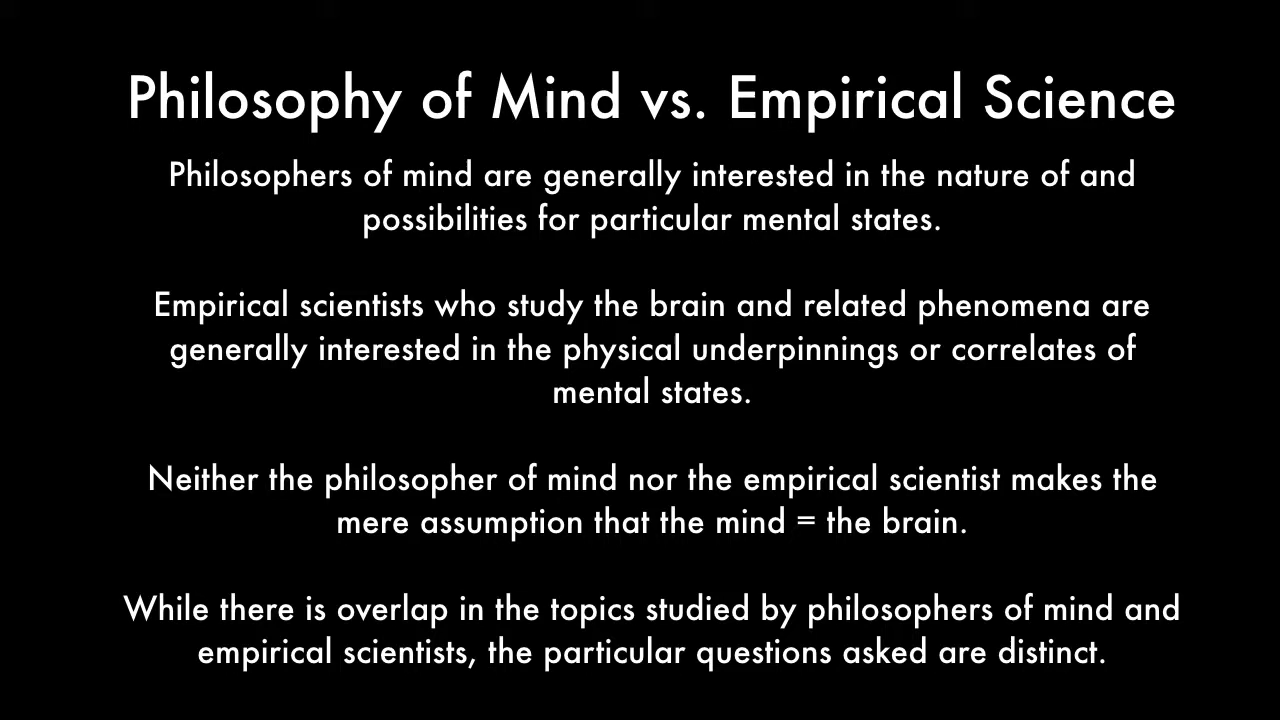 Philosophy of Mind vs. Empirical Science
Philosophers of mind are generally interested in the nature of and
possibilities for particular mental states.
Empirical scientists who study the brain and related phenomena are
generally interested in the physical underpinnings or correlates of
mental states.
Neither the philosopher of mind nor the empirical scientist makes the
mere assumption that the mind = the brain.
While there is overlap in the topics studied by philosophers of mind and
empirical scientists, the particular questions asked are distinct.